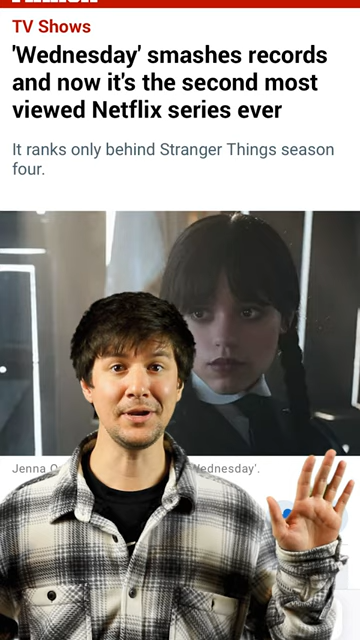 TV Shows
'Wednesday' smashes records
and now it's the second most
viewed Netflix series ever
It ranks only behind Stranger Things season
four.
Jenna Wednesday'.